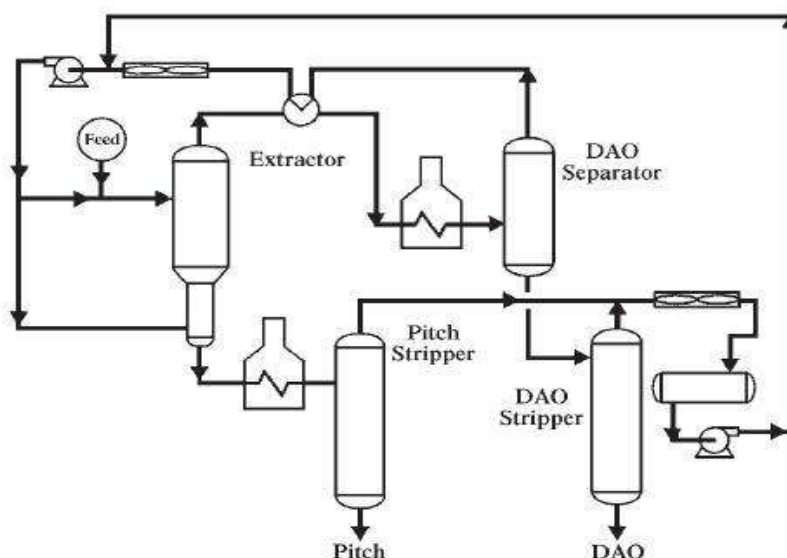 Feed
Extractor
DAO
Separator
Pitch
Stripper
DAO
Stripper
Pitch
DAO